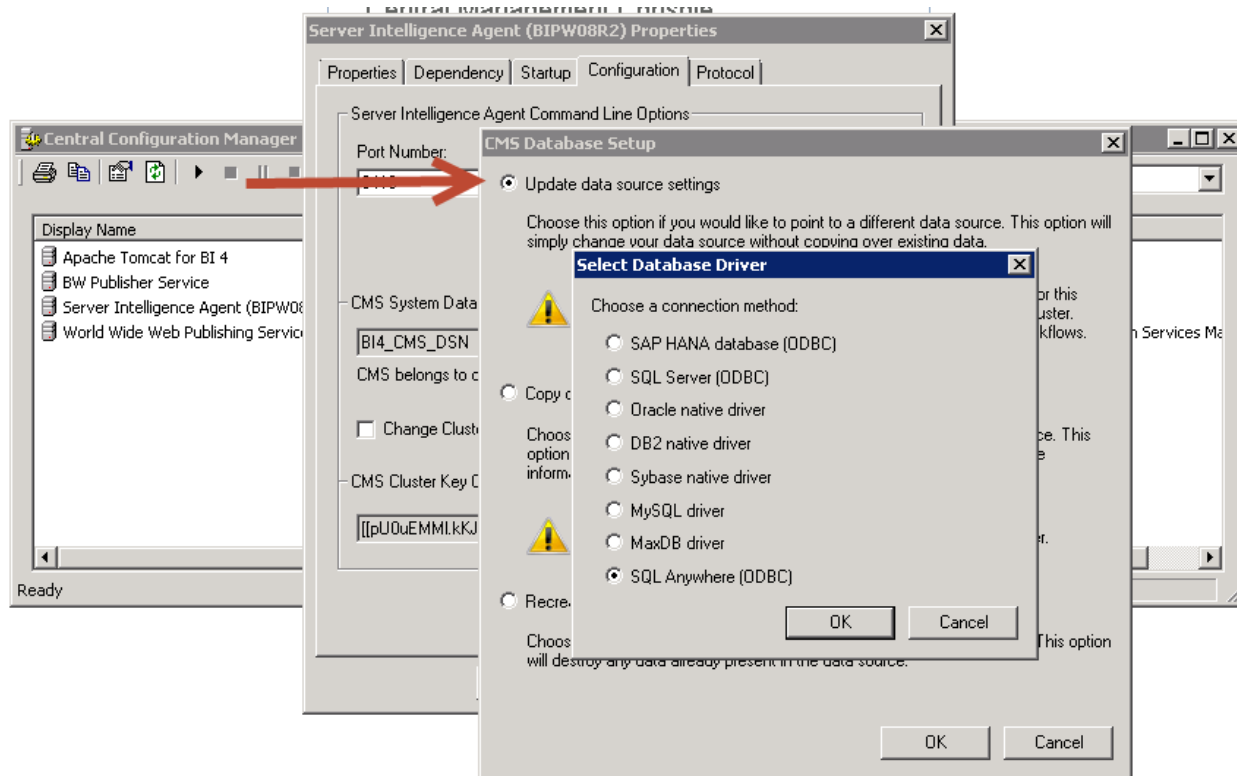 Central Management Console
Server Intelligence Agent (BIPW08R2) Properties
Properties
Dependency
Startup
Configuration
Protocol
Server Intelligence Agent Command Line Options
Port Number:
CMS System Data
BI4_CMS_DSN
CMS belongs to c
Change Clust
CMS Cluster Key C
[[pU0uEMMI.kKJ
Central Configuration Manager
Display Name
Apache Tomcat for BI 4
BW Publisher Service
Server Intelligence Agent (BIPW08
World Wide Web Publishing Servic
n Services Ma
Ready
CMS Database Setup
Update data source settings
Choose this option if you would like to point to a different data source. This option will
simply change your data source without copying over existing data.
or this
uster.
kflows.
Copy
Choos
ce. This
option
e
inform
er.
Recre
Choos
This option
will destroy any data already present in the data source.
OK
Cancel
Select Database Driver
Choose a connection method:
SAP HANA database (ODBC)
SQL Server (ODBC)
Oracle native driver
DB2 native driver
Sybase native driver
MySQL driver
MaxDB driver
SQL Anywhere (ODBC)
OK
Cancel